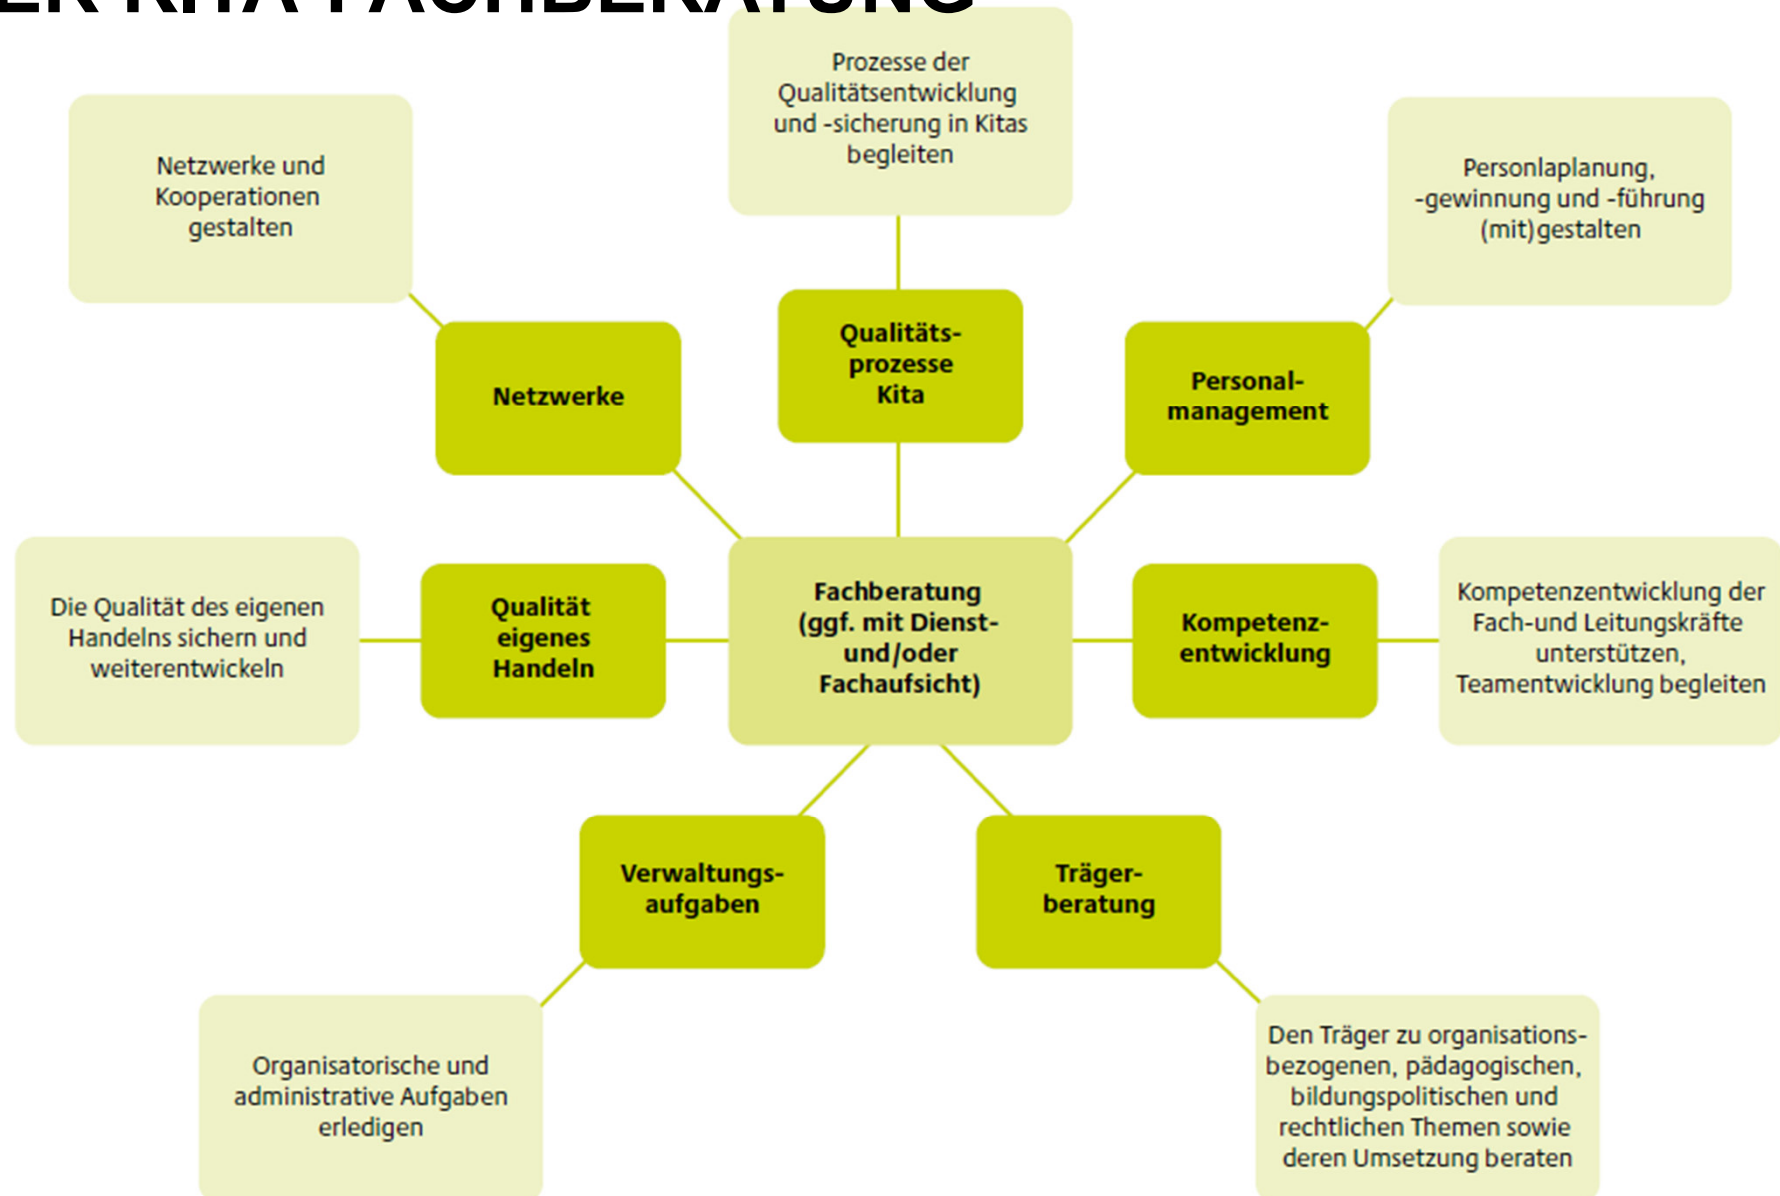 ER KITA-FACHBERATUNG
Prozesse der
Qualitätsentwicklung
und -sicherung in Kitas
begleiten
Netzwerke und
Kooperationen
gestalten
Personlaplanung,
-gewinnung und -führung
(mit)gestalten
Qualitäts-
prozesse
Kita
Netzwerke
Personal-
management
Die Qualität des eigenen
Handelns sichern und
weiterentwickeln
Qualität
eigenes
Handeln
Fachberatung
(ggf. mit Dienst-
und/oder
Fachaufsicht)
Kompetenz-
entwicklung
Kompetenzentwicklung der
Fach-und Leitungskräfte
unterstützen,
Teamentwicklung begleiten
Verwaltungs-
aufgaben
Träger-
beratung
Organisatorische und
administrative Aufgaben
erledigen
Den Träger zu organisations-
bezogenen, pädagogischen,
bildungspolitischen und
rechtlichen Themen sowie
deren Umsetzung beraten